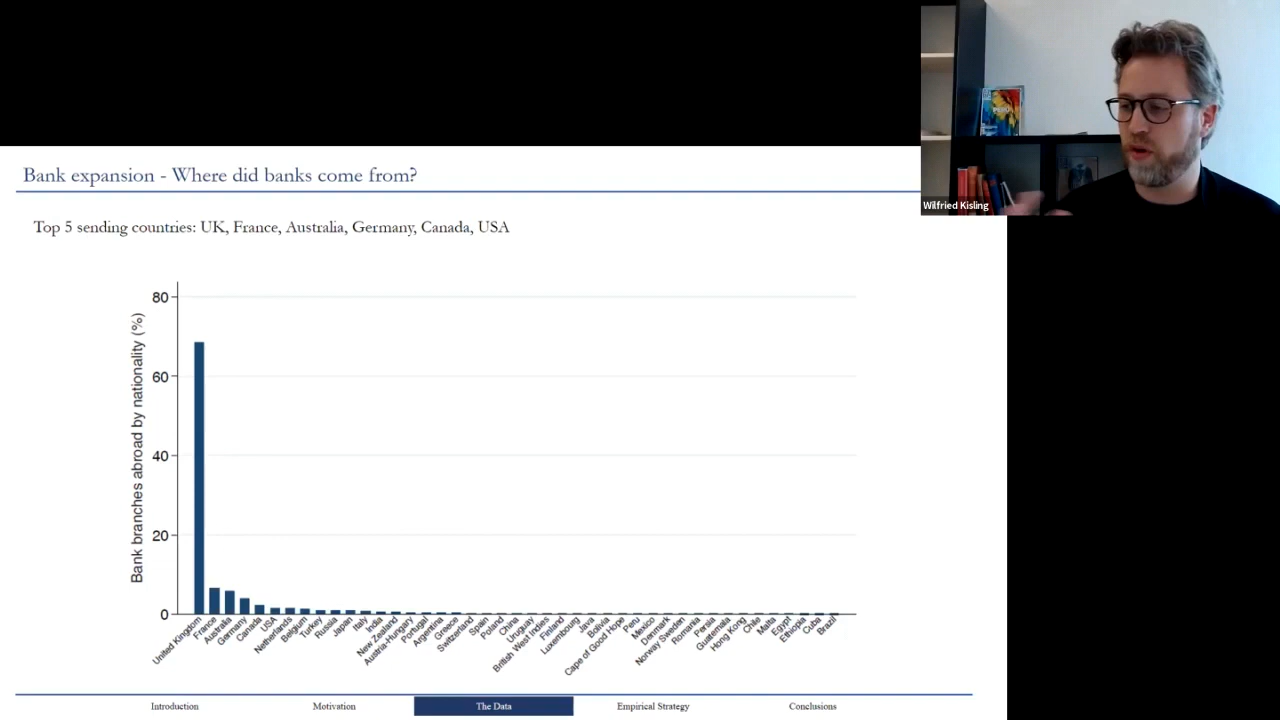 Wilfried Kisling
Bank expansion - Where did banks come from?
Top 5 sending countries: UK, France, Australia, Germany, Canada, USA
Bank branches abroad by nationality (%)
80
60
40
20
0
United Kingdom
France
Australia
Germany
Canada
USA
Netherlands
Belgium
Turkey
Russia
Japan
Italy
India
New Zealand
Austria-Hungary
Portugal
Argentina
Greece
Switzerland
Spain
Poland
China
Uruguay
British West Indies
Finland
Luxembourg
Java
Bolivia
Cape of Good Hope
Peru
Mexico
Denmark
Norway Sweden
Romania
Persia
Guatemala
Hong Kong
Chile
Malta
Egypt
Ethiopia
Cuba
Brazil
Introduction
Motivation
The Data
Empirical Strategy
Conclusions